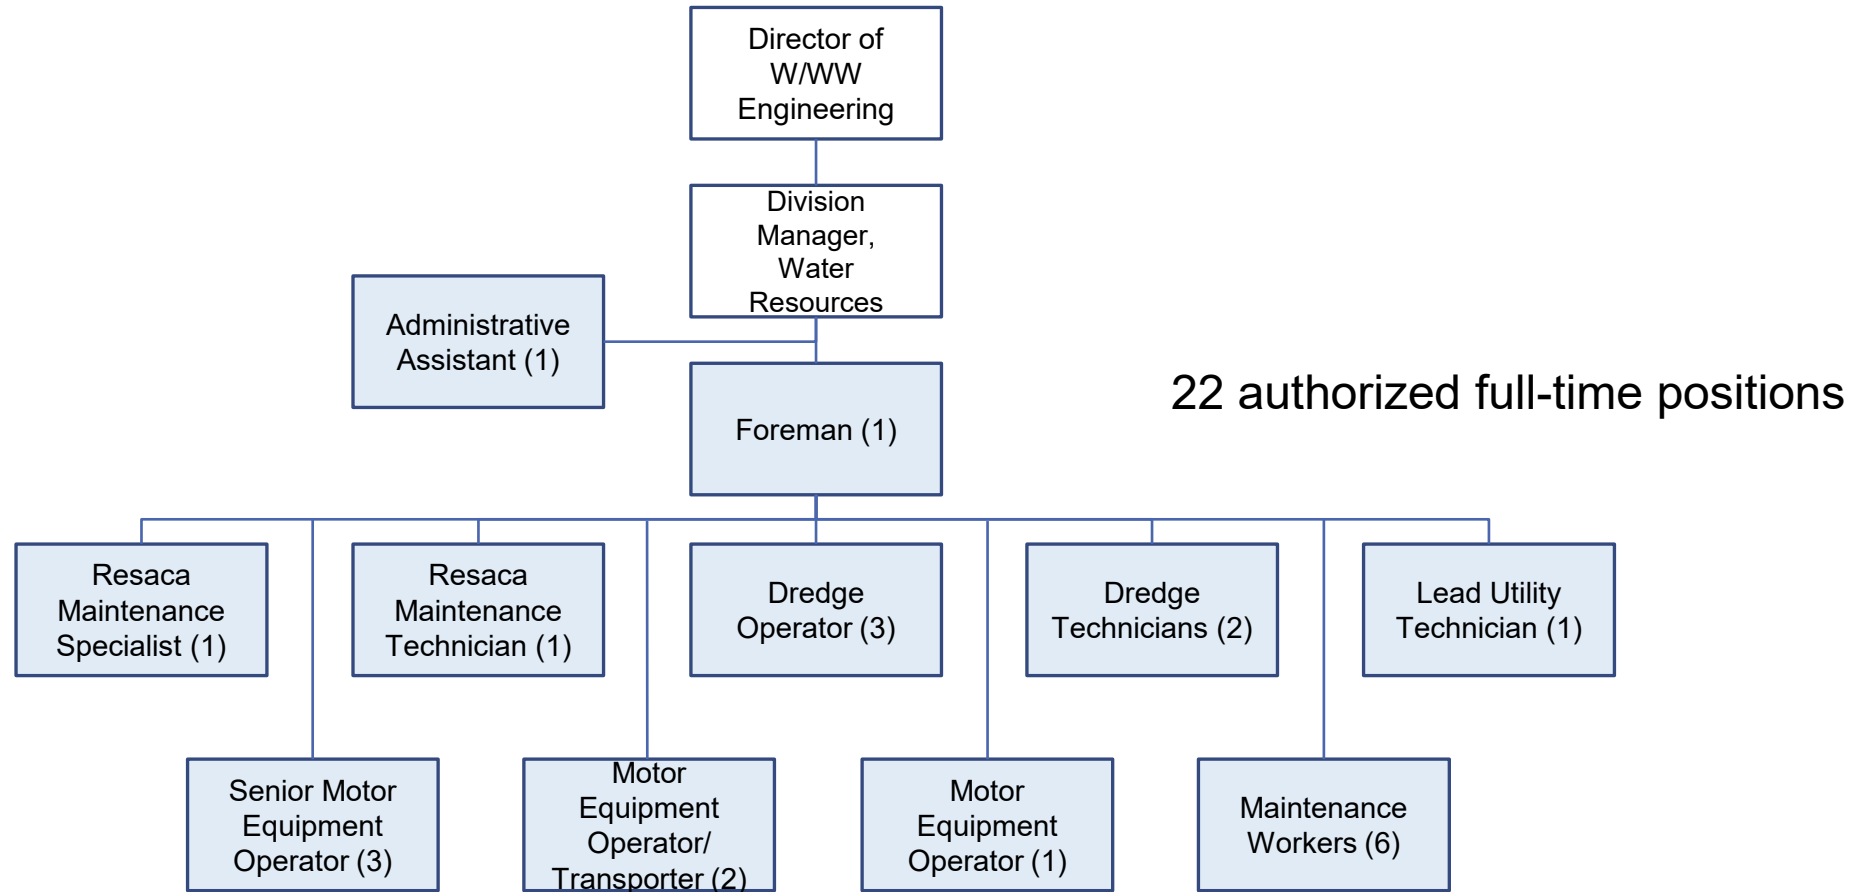 Director of
W/WW
Engineering
Division
Manager,
Water
Resources
Administrative
Assistant (1)
Foreman (1)
22 authorized full-time positions
Resaca
Maintenance
Specialist (1)
Resaca
Maintenance
Technician (1)
Dredge
Operator (3)
Dredge
Technicians (2)
Lead Utility
Technician (1)
Senior Motor
Equipment
Operator (3)
Motor
Equipment
Operator/
Transporter (2)
Motor
Equipment
Operator (1)
Maintenance
Workers (6)